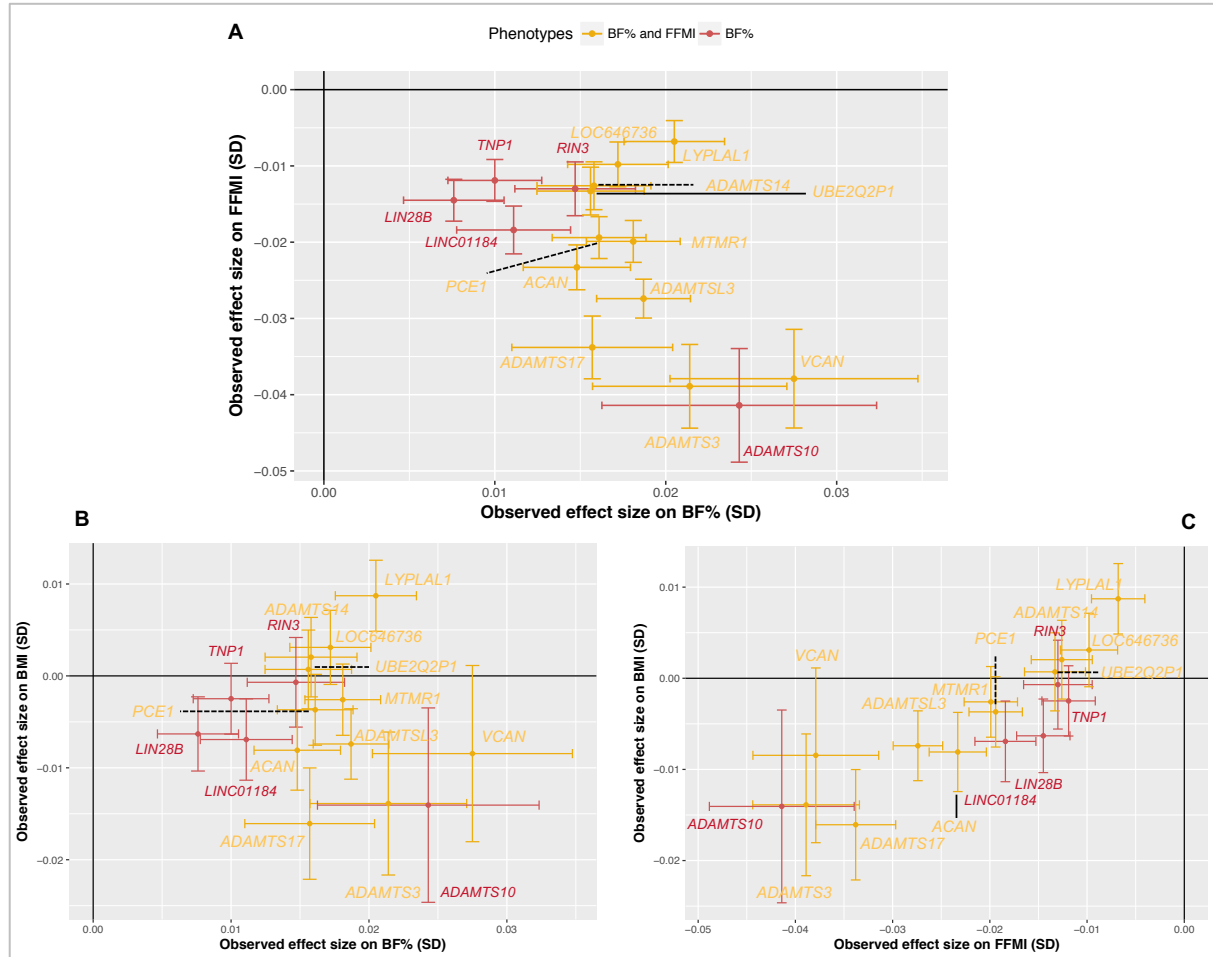 A
Phenotypes BF% and FFMI BF%
0.00
−0.01
−0.02
−0.03
−0.04
−0.05
Observed effect size on FFMI (SD)
LOC646736
TNP1
RIN3
LYPLAL1
ADAMTS14
UBE2Q2P1
LIN28B
LINC01184
MTMR1
PCE1
ACAN
ADAMTSL3
ADAMTS17
VCAN
ADAMTS3
ADAMTS10
0.00 0.01 0.02 0.03
Observed effect size on BF% (SD)
B
0.01
0.00
−0.01
−0.02
Observed effect size on BMI (SD)
LYPLAL1
ADAMTS14
RIN3
LOC646736
TNP1
UBE2Q2P1
MTMR1
PCE1
LIN28B
ADAMTSL3
VCAN
ACAN
LINC01184
ADAMTS17
ADAMTS3
ADAMTS10
0.00 0.01 0.02 0.03
Observed effect size on BF% (SD)
C
0.01
0.00
−0.01
−0.02
Observed effect size on BMI (SD)
LYPLAL1
ADAMTS14
PCE1
RIN3
LOC646736
VCAN
UBE2Q2P1
MTMR1
ADAMTSL3
TNP1
LIN28B
LINC01184
ADAMTS10
ACAN
ADAMTS17
ADAMTS3
−0.05 −0.04 −0.03 −0.02 −0.01 0.00
Observed effect size on FFMI (SD)